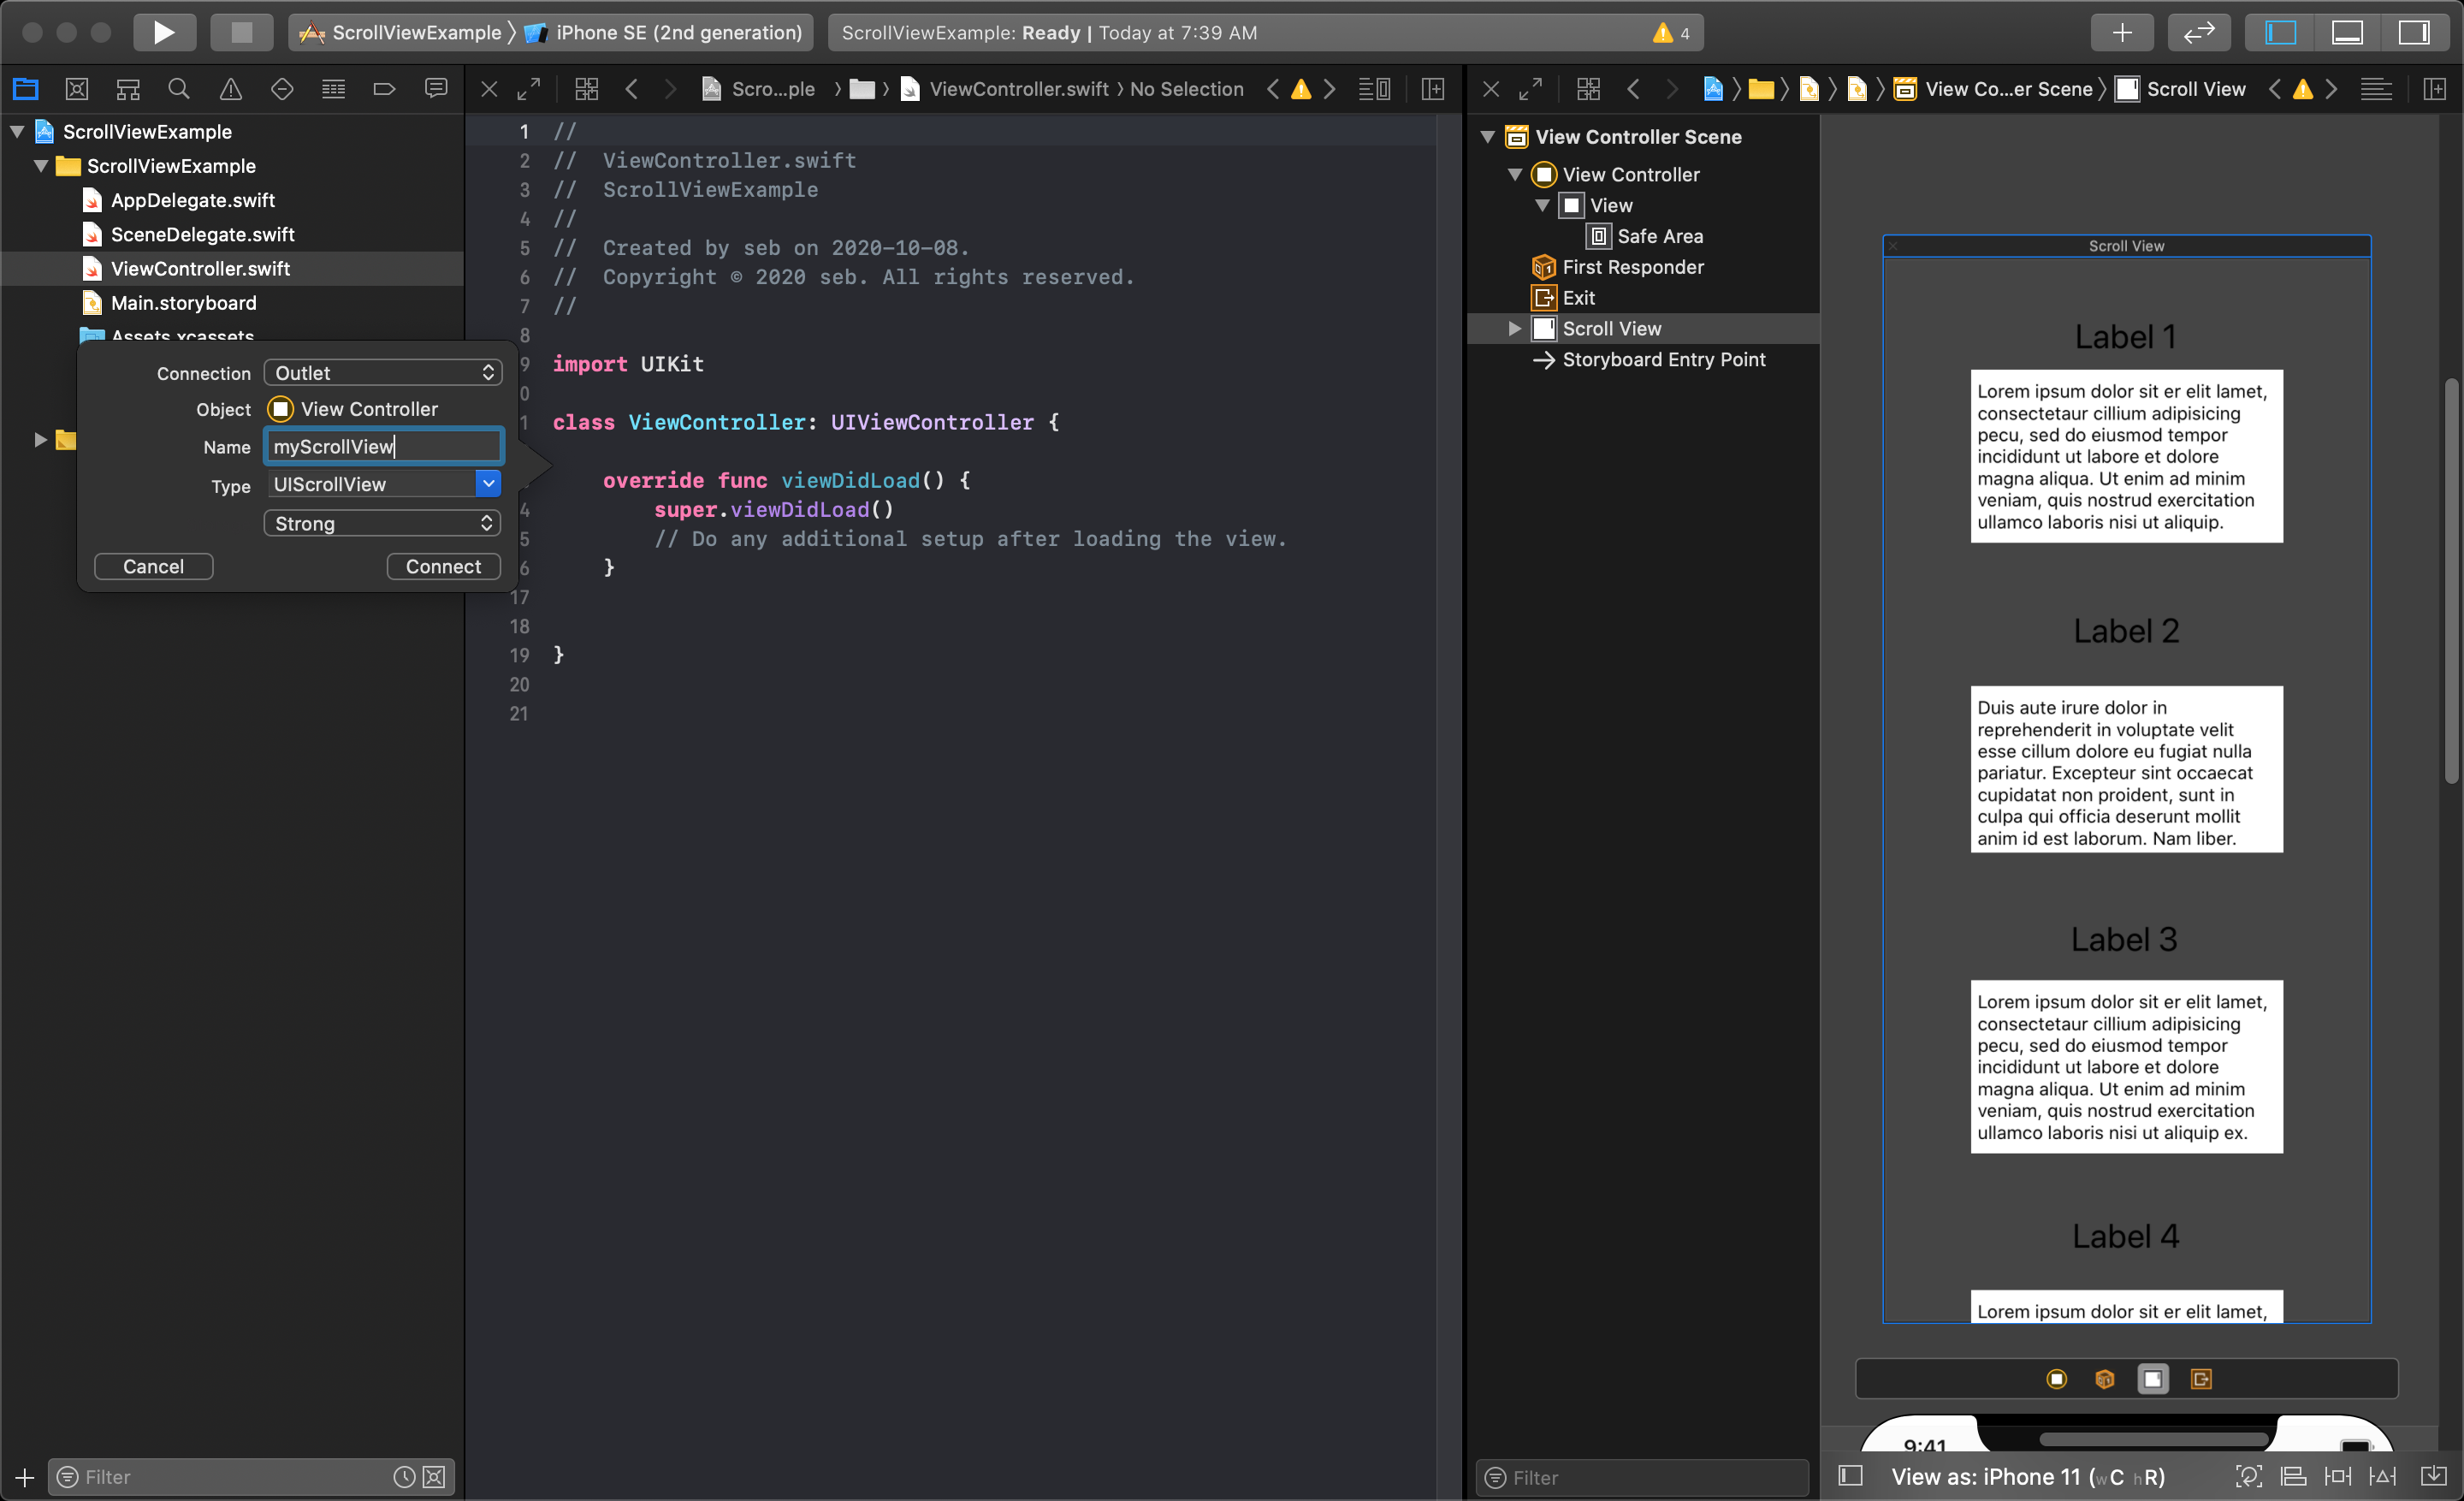 ScrollViewExample 〉 iPhone SE (2nd generation)
ScrollViewExample: Ready | Today at 7:39 AM
4
ScrollViewExample
ScrollViewExample
AppDelegate.swift
SceneDelegate.swift
ViewController.swift
Main.storyboard
Assets.xcassets
Connection Outlet
Object View Controller
Name myScrollView
Type UIScrollView
Strong
Cancel Connect
Filter
Scro...ple 〉 〉 ViewController.swift 〉 No Selection
1 //
2 //  ViewController.swift
3 //  ScrollViewExample
4 //
5 //  Created by seb on 2020-10-08.
6 //  Copyright © 2020 seb. All rights reserved.
7 //
8
9 import UIKit
0
1 class ViewController: UIViewController {
override func viewDidLoad() {
4 super.viewDidLoad()
5 // Do any additional setup after loading the view.
6 }
17
18
19 }
20
21
View Co...er Scene 〉 Scroll View
View Controller Scene
View Controller
View
Safe Area
First Responder
Exit
Scroll View
Storyboard Entry Point
Filter
Scroll View
Label 1
Lorem ipsum dolor sit er elit lamet,
consectetaur cillium adipisicing
pecu, sed do eiusmod tempor
incididunt ut labore et dolore
magna aliqua. Ut enim ad minim
veniam, quis nostrud exercitation
ullamco laboris nisi ut aliquip.
Label 2
Duis aute irure dolor in
reprehenderit in voluptate velit
esse cillum dolore eu fugiat nulla
pariatur. Excepteur sint occaecat
cupidatat non proident, sunt in
culpa qui officia deserunt mollit
anim id est laborum. Nam liber.
Label 3
Lorem ipsum dolor sit er elit lamet,
consectetaur cillium adipisicing
pecu, sed do eiusmod tempor
incididunt ut labore et dolore
magna aliqua. Ut enim ad minim
veniam, quis nostrud exercitation
ullamco laboris nisi ut aliquip ex.
Label 4
Lorem ipsum dolor sit er elit lamet,
9:41
View as: iPhone 11 (wC hR)